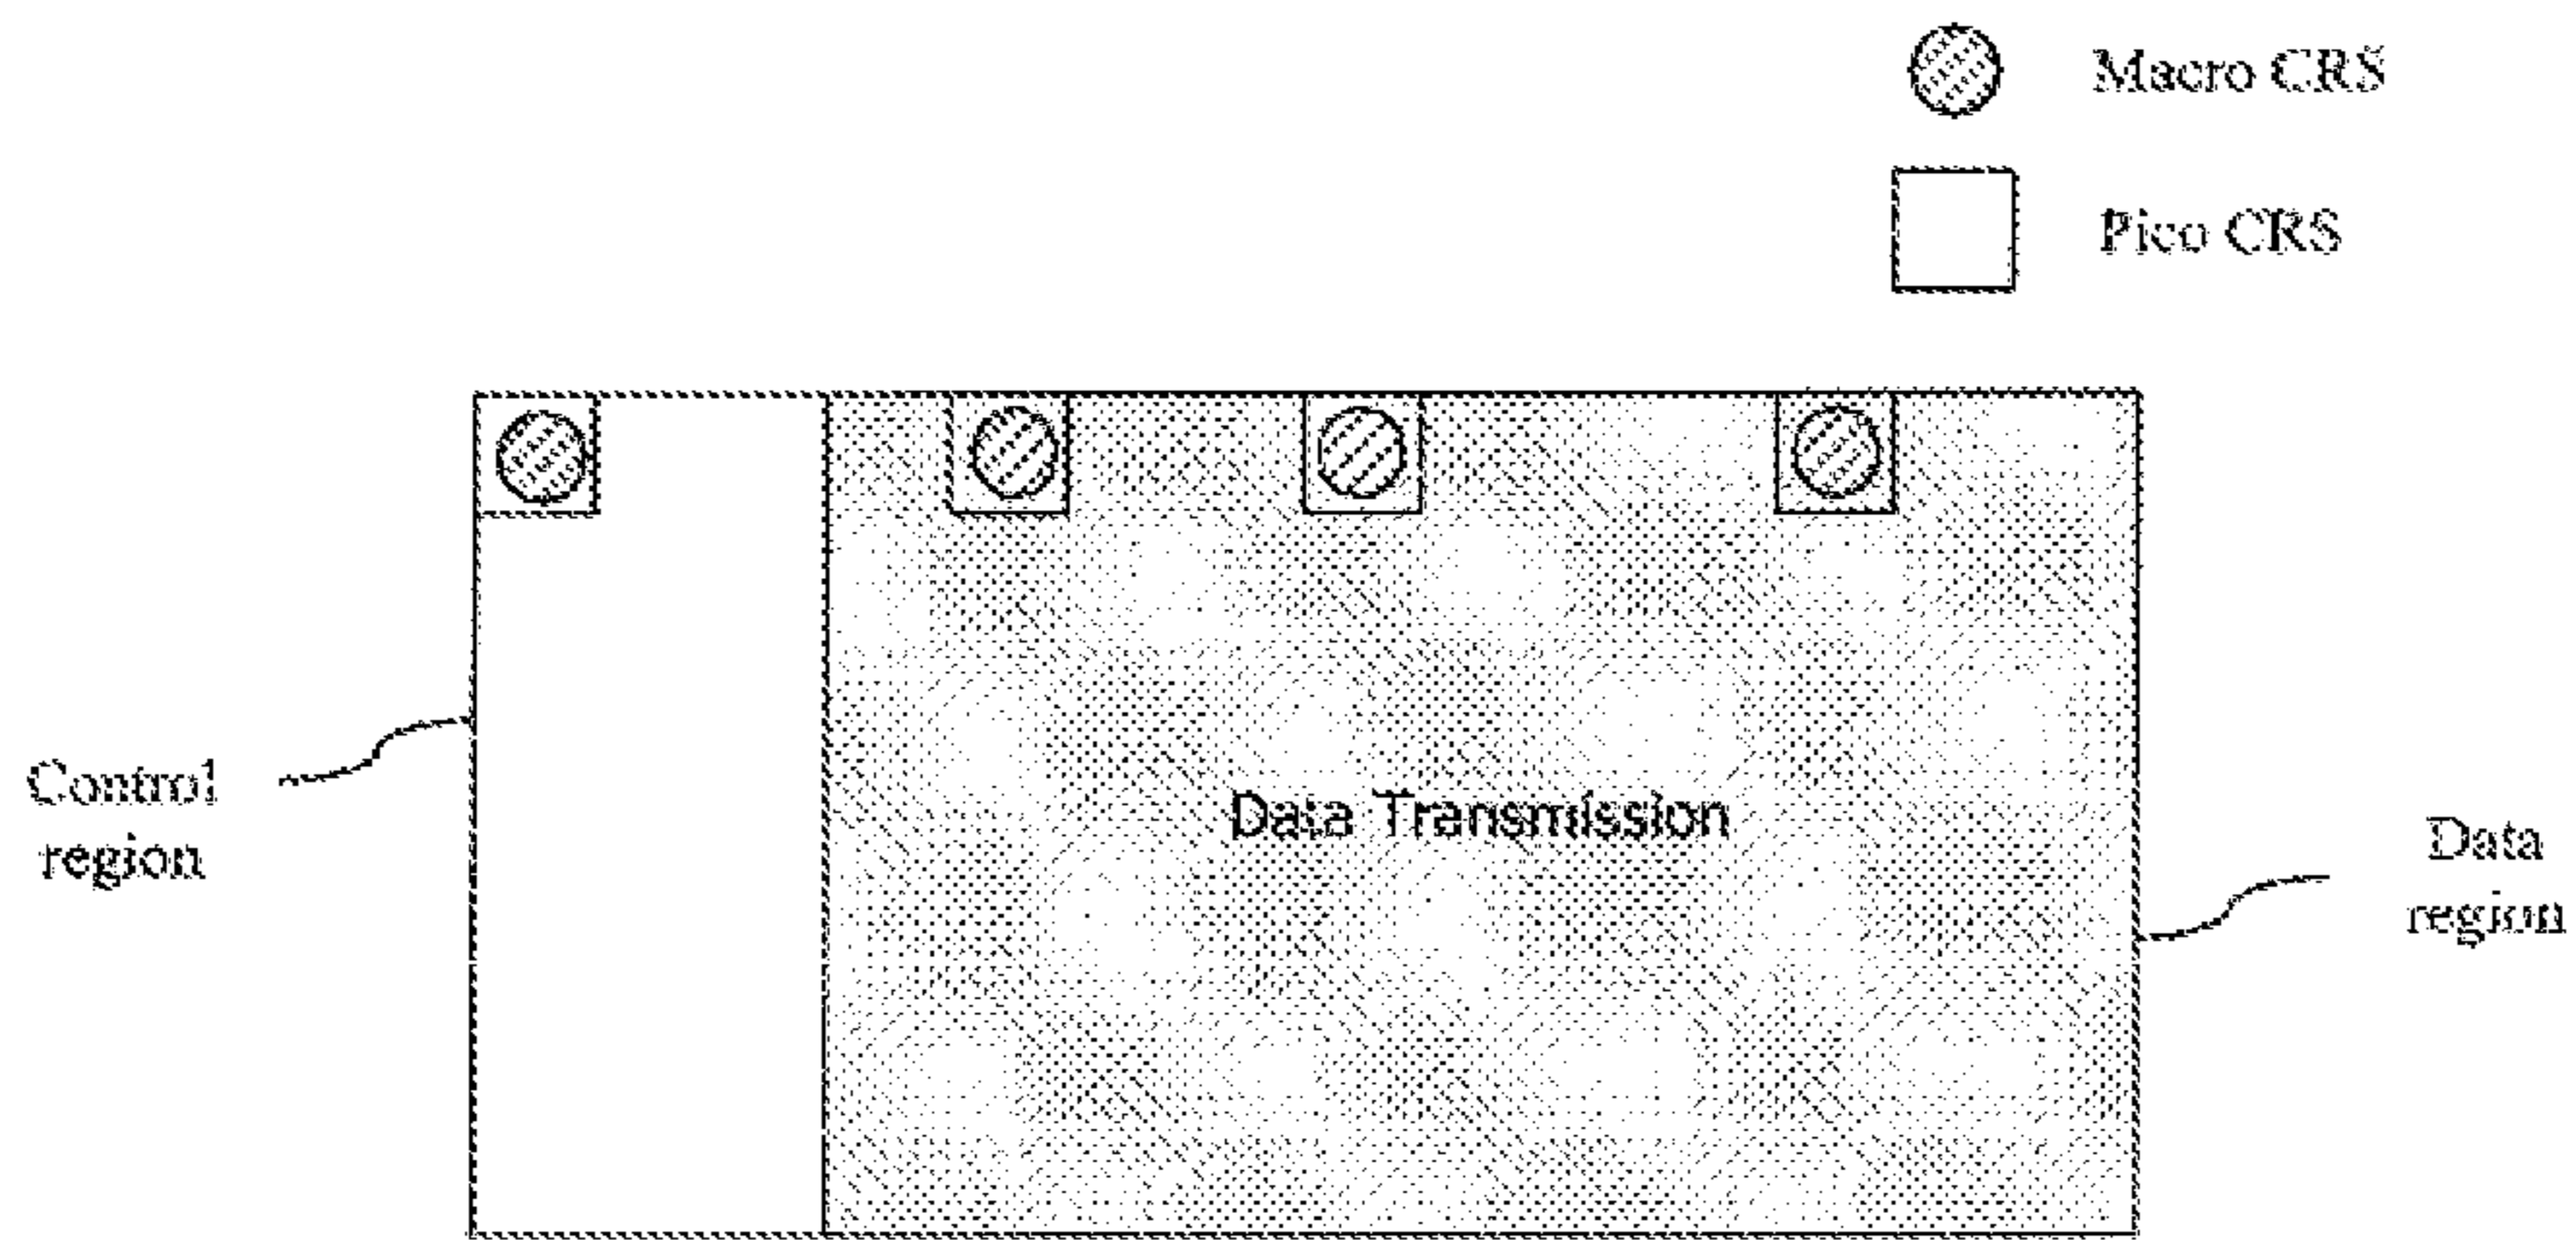 Macro CRS
Pico CRS
Control
region
Data Transmission
Data
region